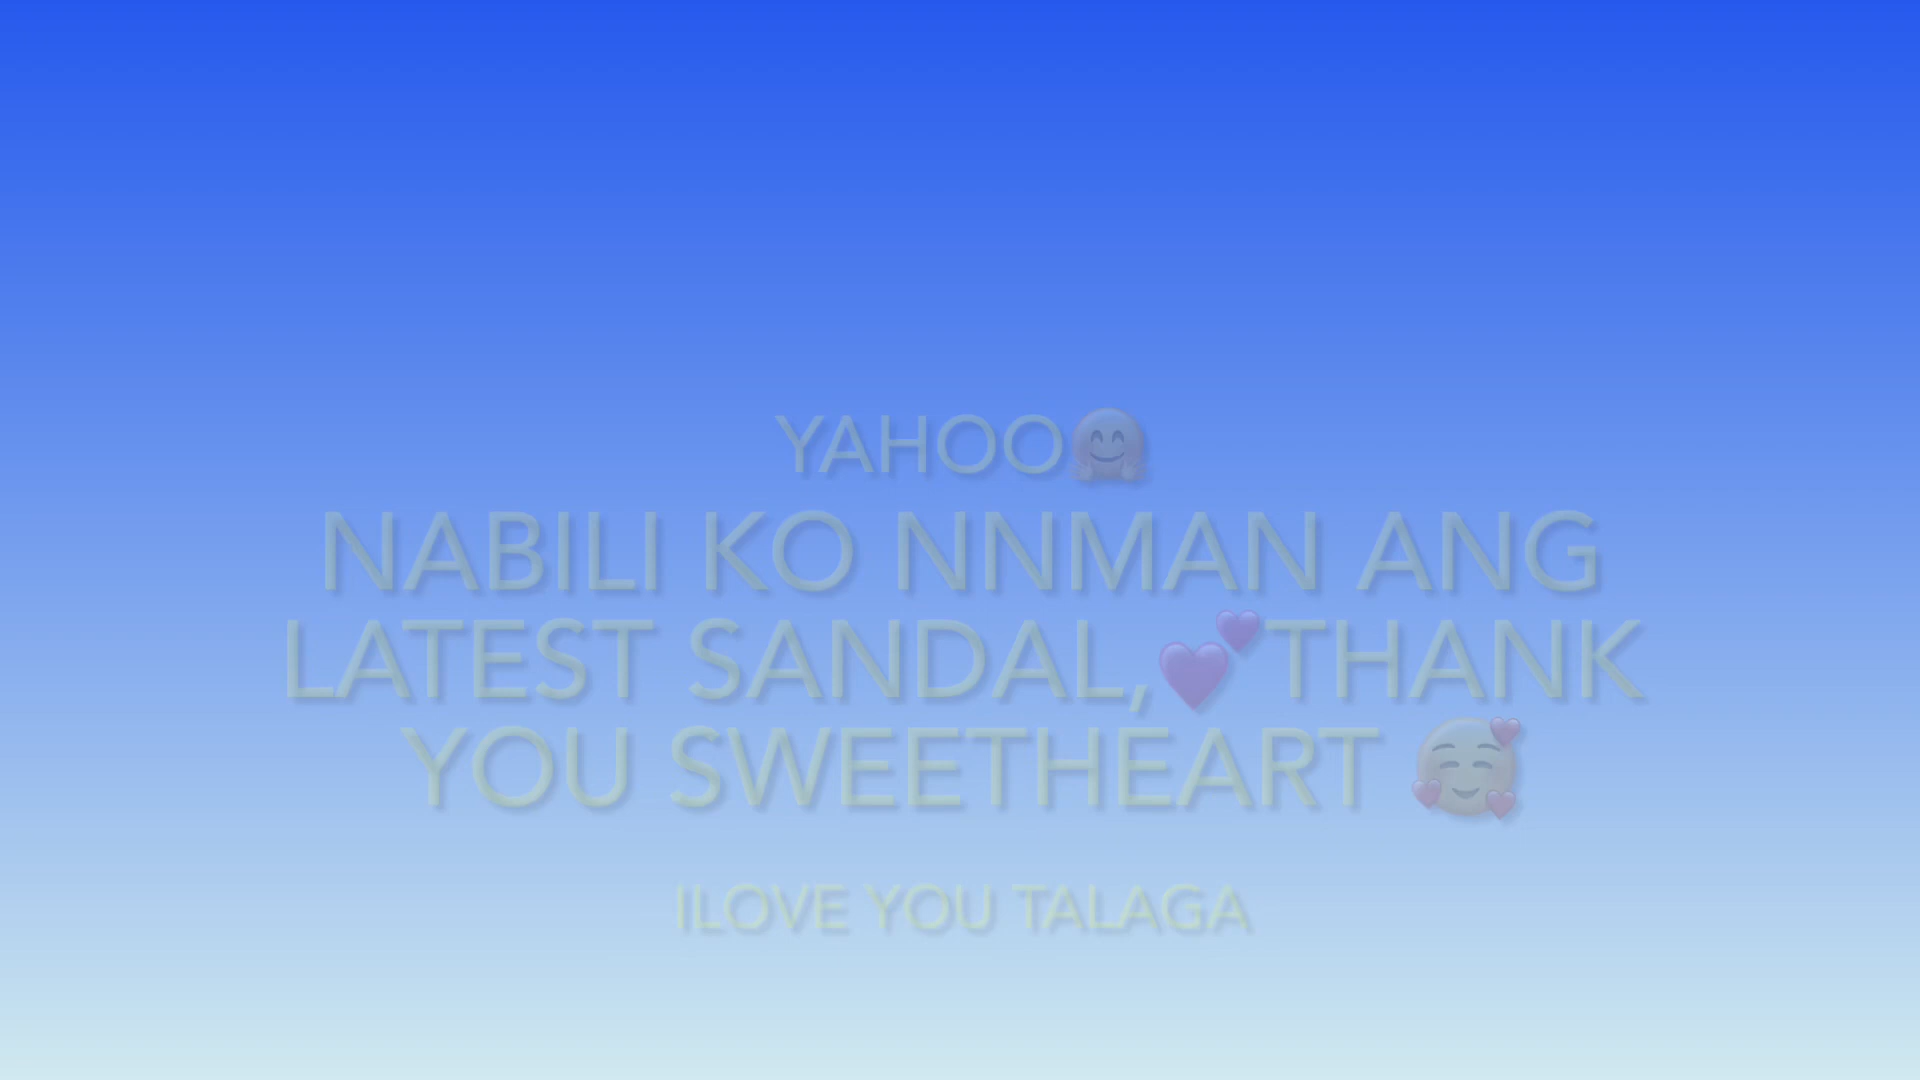 YAHOO🤗
NABILI KO NNMAN ANG
LATEST SANDAL,💕THANK
YOU SWEETHEART 🥰
ILOVE YOU TALAGA